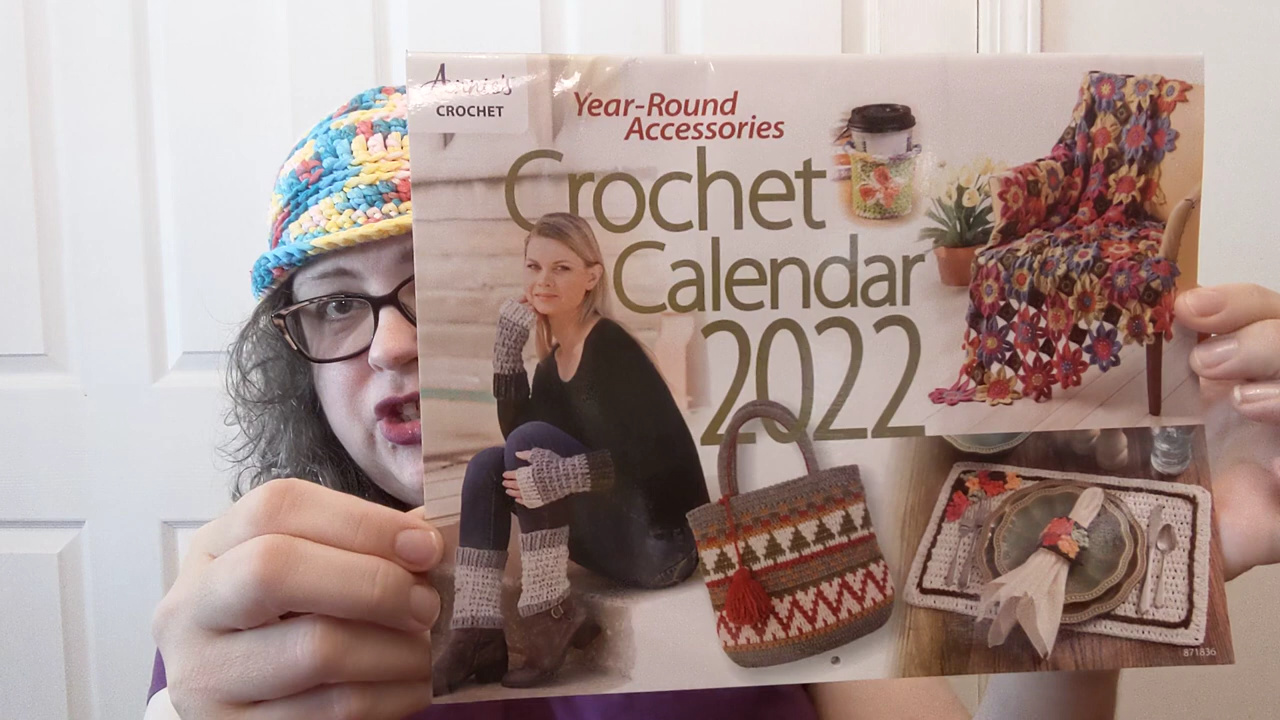 Annie's
CROCHET
Year-Round
Accessories
Crochet
Calendar
2022
871836